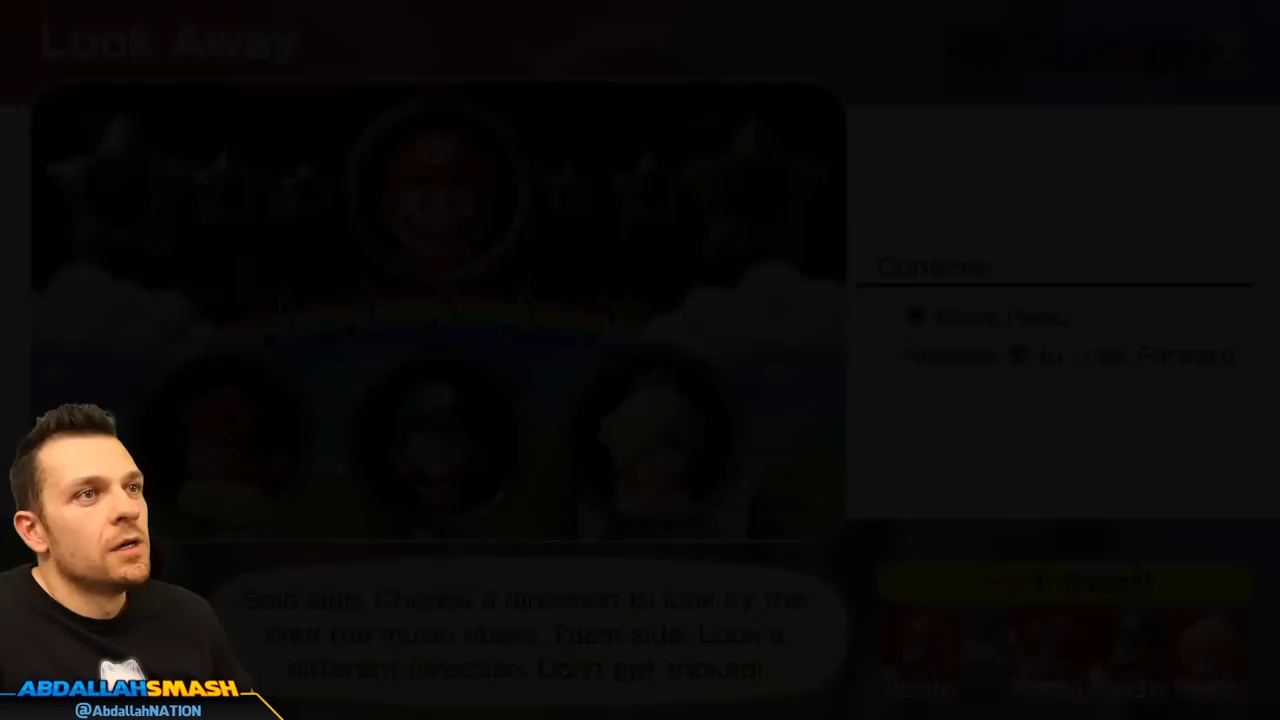 Look Away
Controls
Move Head
Release to Look Forward
Solo side: Choose a direction to look by the
time the music stops. Team side: Look a
different direction. Don't get tricked!
Start!
ABDALLAHSMASH
@AbdallahNATION